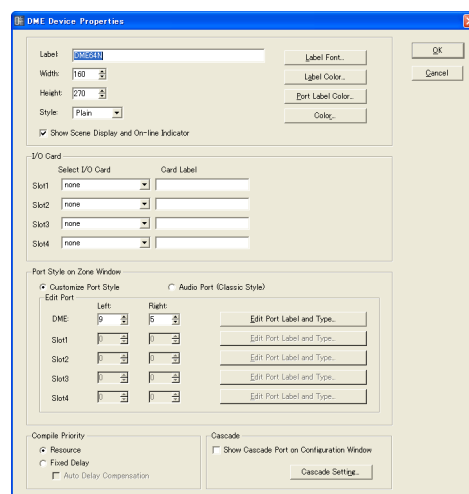 DME Device Properties
Label: DME64N
Label Font...
OK
Width: 160
Label Color...
Cancel
Height: 270
Port Label Color...
Style: Plain
Color...
Show Scene Display and On-line Indicator
I/O Card
Select I/O Card Card Label
Slot1 none
Slot2 none
Slot3 none
Slot4 none
Port Style on Zone Window
Customize Port Style Audio Port (Classic Style)
Edit Port
Left: Right:
DME: 9 5 Edit Port Label and Type...
Slot1 0 0 Edit Port Label and Type...
Slot2 0 0 Edit Port Label and Type...
Slot3 0 0 Edit Port Label and Type...
Slot4 0 0 Edit Port Label and Type...
Compile Priority Cascade
Resource Show Cascade Port on Configuration Window
Fixed Delay
Auto Delay Compensation Cascade Setting...